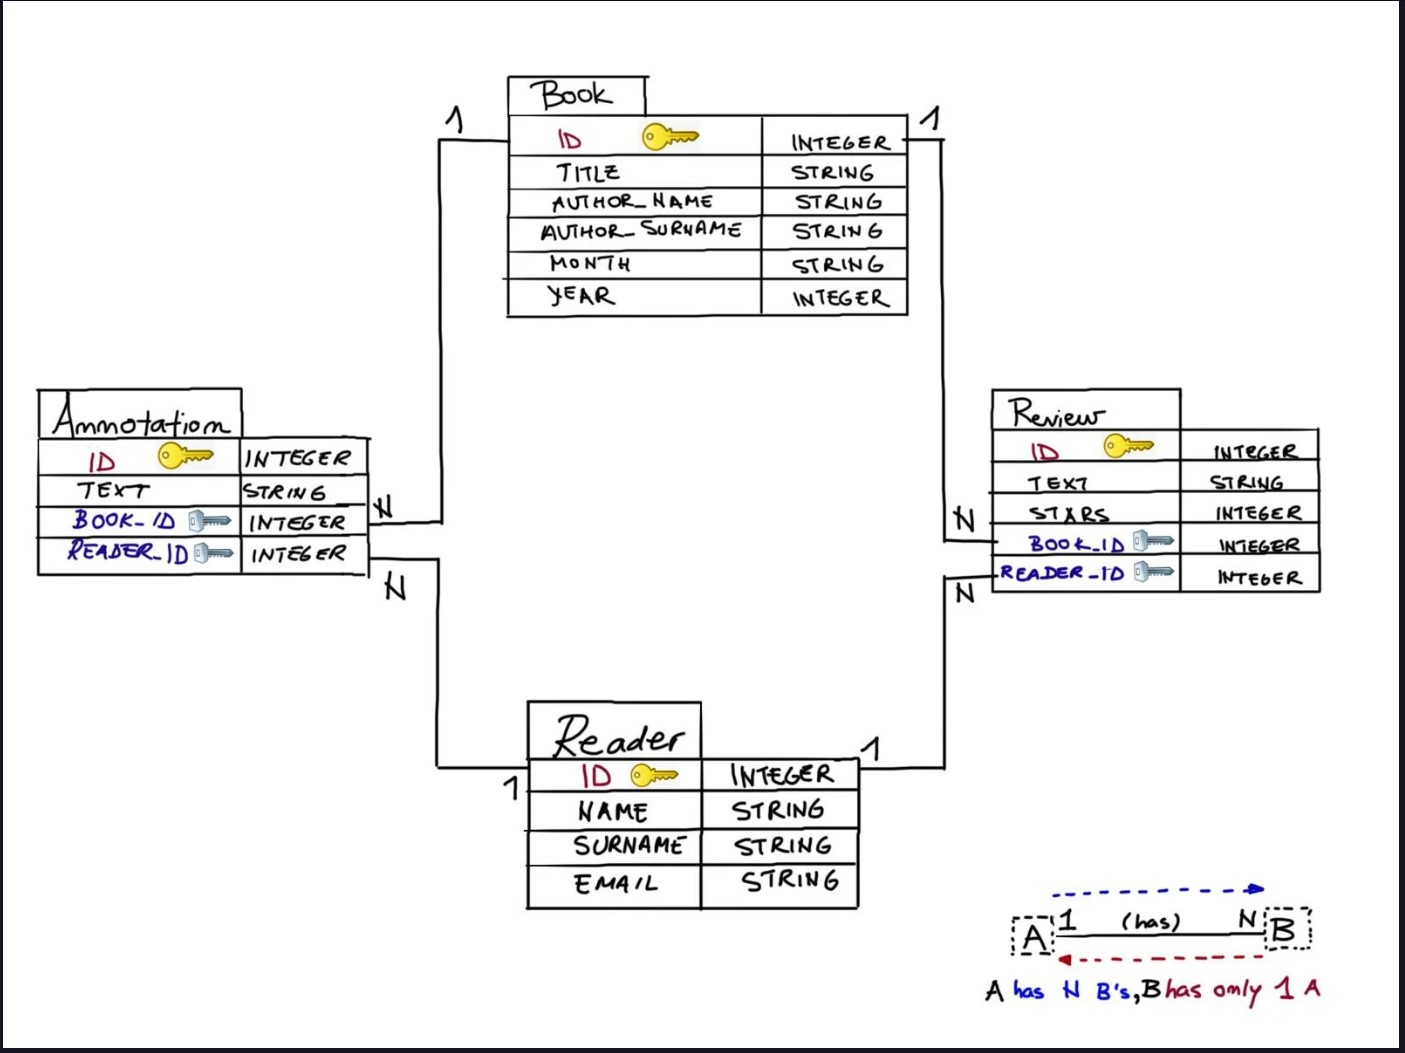 Book
1
1
ID INTEGER
TITLE STRING
AUTHOR_NAME STRING
AUTHOR_SURNAME STRING
MONTH STRING
YEAR INTEGER
Annotation
ID INTEGER
TEXT STRING
BOOK_ID INTEGER
READER_ID INTEGER
N
N
Review
ID INTEGER
TEXT STRING
STARS INTEGER
BOOK_ID INTEGER
READER_ID INTEGER
N
N
Reader
1
1
ID INTEGER
NAME STRING
SURNAME STRING
EMAIL STRING
A 1 (has) N B
A has N B's, B has only 1 A